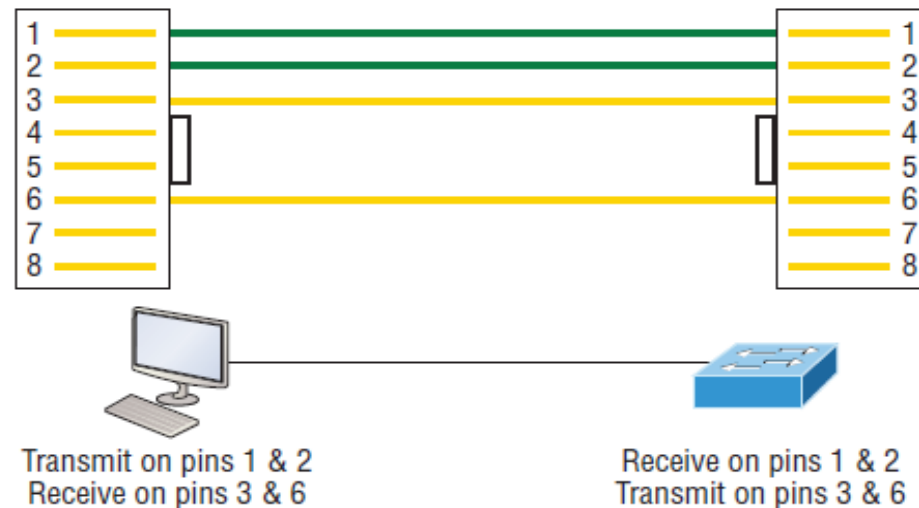 1 1
2 2
3 3
4 4
5 5
6 6
7 7
8 8
Transmit on pins 1 & 2
Receive on pins 3 & 6
Receive on pins 1 & 2
Transmit on pins 3 & 6